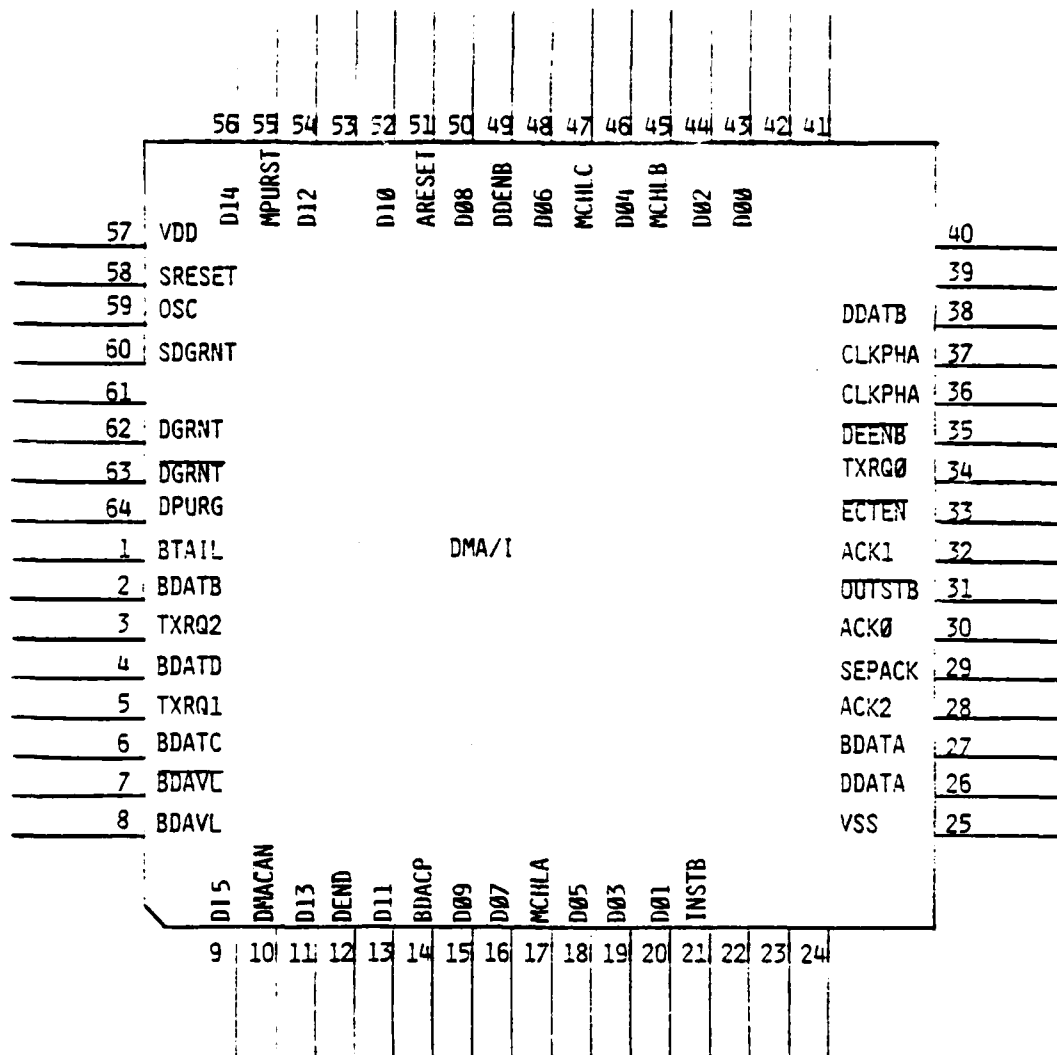 56 55 54 53 52 51 50 49 48 47 46 45 44 43 42 41
D14 MPURST D12 D10 ARESET D08 DDENB D06 MCHLC D04 MCHLB D02 D00
57 VDD
58 SRESET
59 OSC
60 SDGRNT
61
62 DGRNT
63 DGRNT
64 DPURG
1 BTAIL
2 BDATB
3 TXRQ2
4 BDATD
5 TXRQ1
6 BDATC
7 BDAVL
8 BDAVL
DMA/I
40
39
DDATB 38
CLKPHA 37
CLKPHA 36
DEENB 35
TXRQ0 34
ECTEN 33
ACK1 32
OUTSTB 31
ACK0 30
SEPACK 29
ACK2 28
BDATA 27
DDATA 26
VSS 25
D15 DMACAN D13 DEND D11 BDACP D09 D07 MCHLA D05 D03 D01 INSTB
9 10 11 12 13 14 15 16 17 18 19 20 21 22 23 24